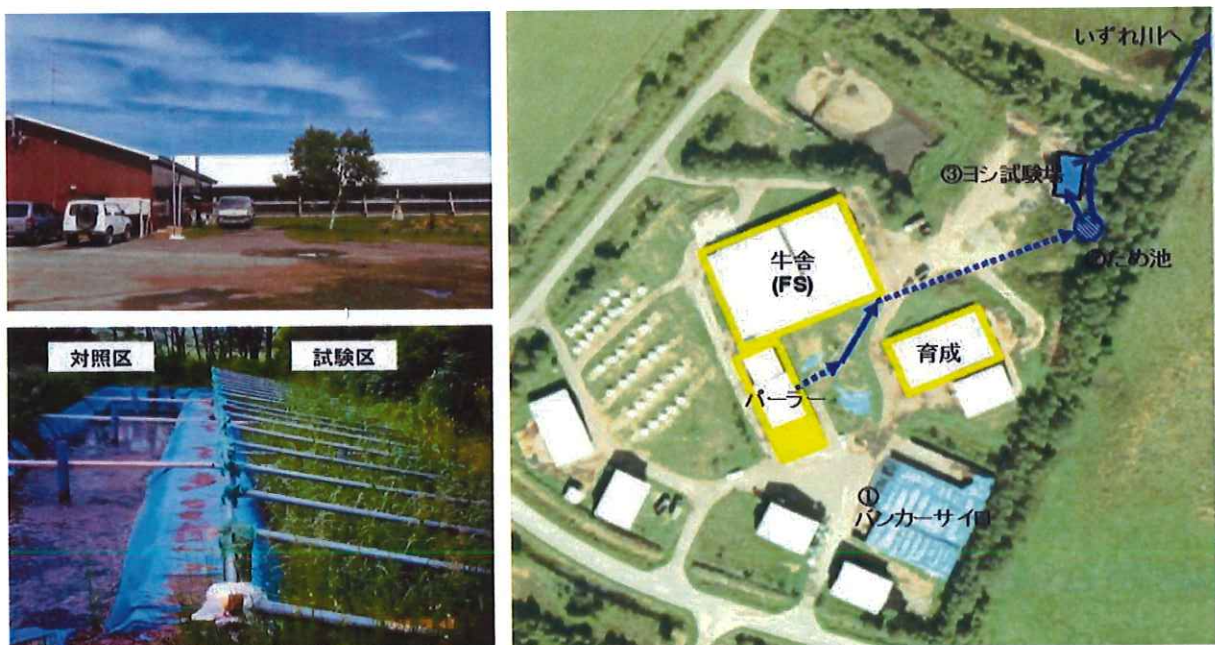 対照区
試験区
いずれ川へ
③ヨシ試験場
②ため池
牛舎
(FS)
育成
パーラー
①
バンカーサイロ